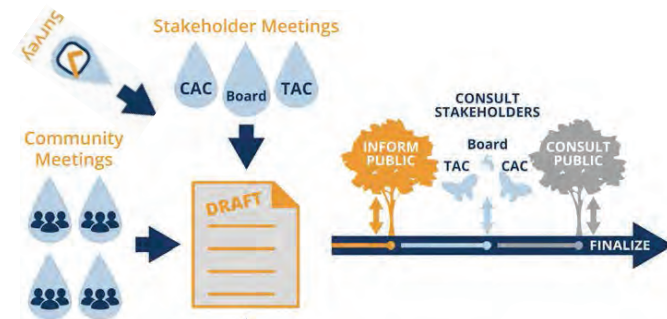 Survey
Stakeholder Meetings
CAC
Board
TAC
Community
Meetings
DRAFT
CONSULT
STAKEHOLDERS
INFORM
PUBLIC
Board
TAC
CAC
CONSULT
PUBLIC
FINALIZE